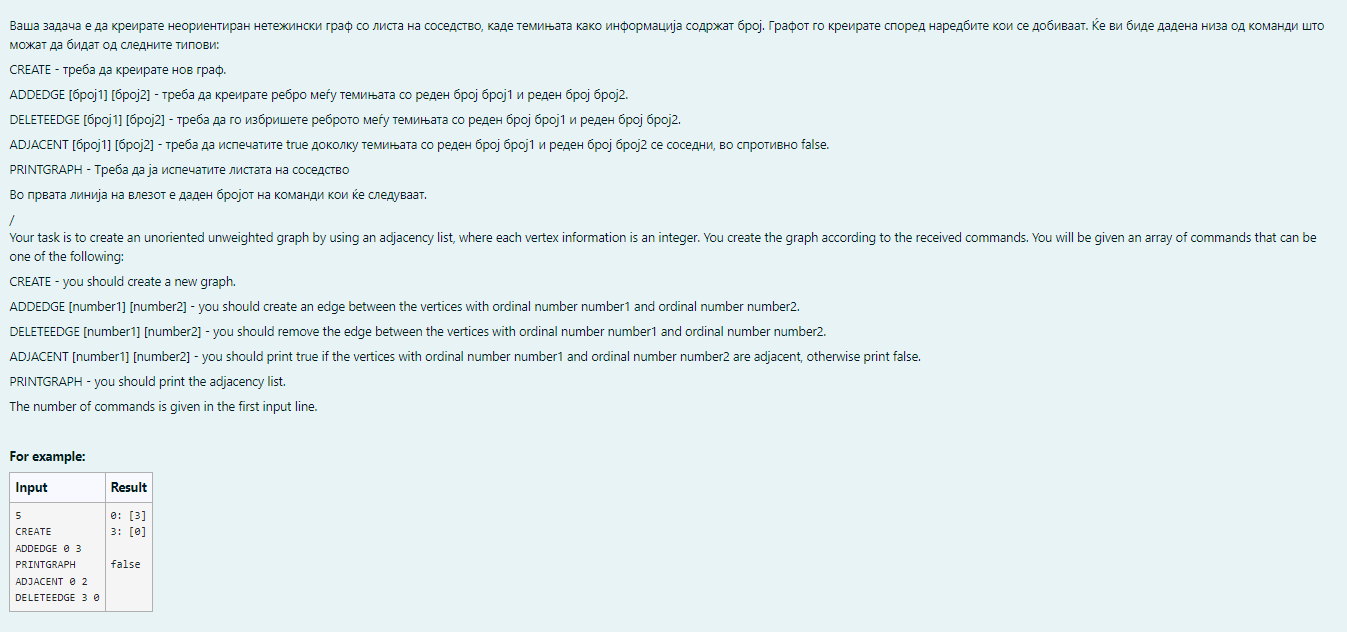 Ваша задача е да креирате неориентиран нетежински граф со листа на соседство, каде темињата како информација содржат број. Графот го креирате според наредбите кои се добиваат. Ќе ви биде дадена низа од команди што
можат да бидат од следните типови:
CREATE - треба да креирате нов граф.
ADDEDGE [број1] [број2] - треба да креирате ребро меѓу темињата со реден број број1 и реден број број2.
DELETEEDGE [број1] [број2] - треба да го избришете реброто меѓу темињата со реден број број1 и реден број број2.
ADJACENT [број1] [број2] - треба да испечатите true доколку темињата со реден број број1 и реден број број2 се соседни, во спротивно false.
PRINTGRAPH - Треба да ја испечатите листата на соседство
Во првата линија на влезот е даден бројот на команди кои ќе следуваат.
/
Your task is to create an unoriented unweighted graph by using an adjacency list, where each vertex information is an integer. You create the graph according to the received commands. You will be given an array of commands that can be
one of the following:
CREATE - you should create a new graph.
ADDEDGE [number1] [number2] - you should create an edge between the vertices with ordinal number number1 and ordinal number number2.
DELETEEDGE [number1] [number2] - you should remove the edge between the vertices with ordinal number number1 and ordinal number number2.
ADJACENT [number1] [number2] - you should print true if the vertices with ordinal number number1 and ordinal number number2 are adjacent, otherwise print false.
PRINTGRAPH - you should print the adjacency list.
The number of commands is given in the first input line.
For example:
Input Result
5
CREATE
ADDEDGE 0 3
PRINTGRAPH
ADJACENT 0 2
DELETEEDGE 3 0
0: [3]
3: [0]
false